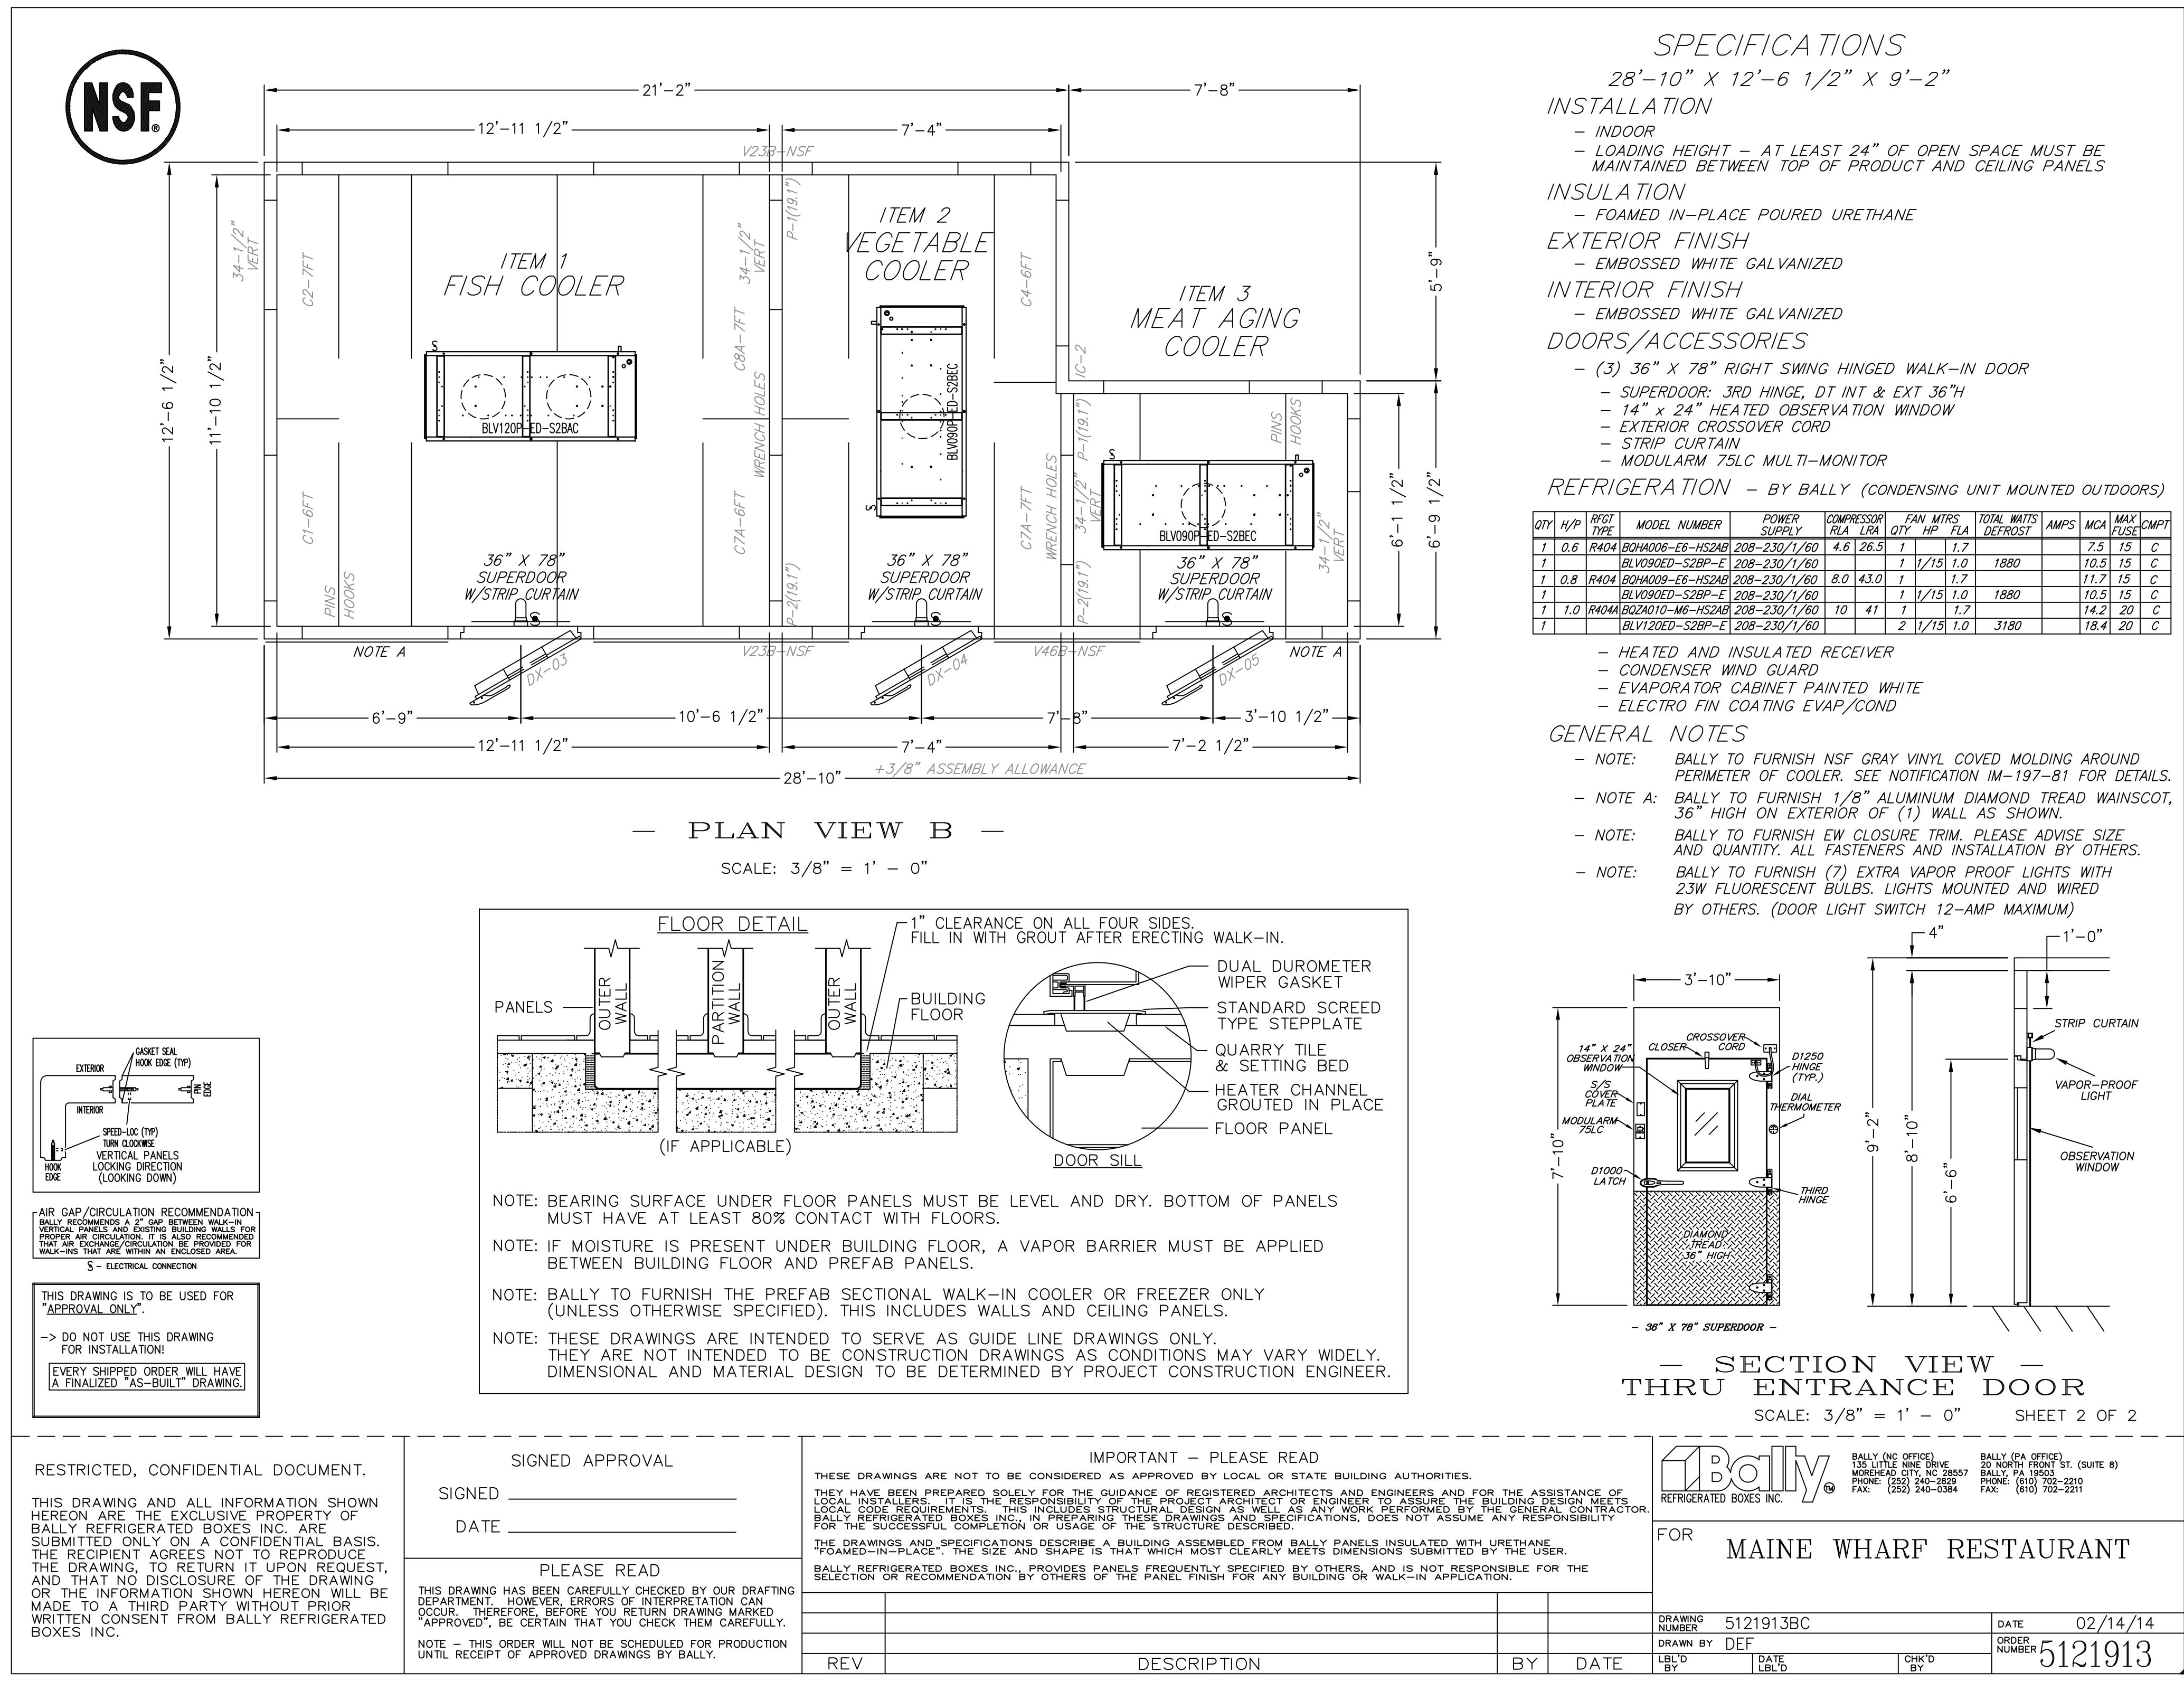 NSF®
21'-2"
7'-8"
12'-11 1/2"
7'-4"
V23B-NSF
12'-6 1/2"
11'-10 1/2"
34-1/2"
VERT
C2-7FT
C1-6FT
PINS
HOOKS
ITEM 1
FISH COOLER
S
BLV120P-ED-S2BAC
36" X 78"
SUPERDOOR
W/STRIP CURTAIN
S
34-1/2"
VERT
C8A-7FT
WRENCH HOLES
C7A-6FT
P-1(19.1")
P-2(19.1")
ITEM 2
VEGETABLE
COOLER
BLV090P-ED-S2BEC
S
36" X 78"
SUPERDOOR
W/STRIP CURTAIN
S
C4-6FT
C7A-7FT
WRENCH HOLES
IC-2
P-1(19.1")
34-1/2"
VERT
P-2(19.1")
ITEM 3
MEAT AGING
COOLER
PINS
HOOKS
S
BLV090P-ED-S2BEC
36" X 78"
SUPERDOOR
W/STRIP CURTAIN
S
34-1/2"
VERT
5'-9"
6'-1 1/2"
6'-9 1/2"
NOTE A
V23B-NSF
V46B-NSF
NOTE A
DX-03
DX-04
DX-05
6'-9"
10'-6 1/2"
7'-8"
3'-10 1/2"
12'-11 1/2"
7'-4"
7'-2 1/2"
+3/8" ASSEMBLY ALLOWANCE
28'-10"
- PLAN VIEW B -
SCALE: 3/8" = 1' - 0"
SPECIFICATIONS
28'-10" X 12'-6 1/2" X 9'-2"
INSTALLATION
- INDOOR
- LOADING HEIGHT - AT LEAST 24" OF OPEN SPACE MUST BE
MAINTAINED BETWEEN TOP OF PRODUCT AND CEILING PANELS
INSULATION
- FOAMED IN-PLACE POURED URETHANE
EXTERIOR FINISH
- EMBOSSED WHITE GALVANIZED
INTERIOR FINISH
- EMBOSSED WHITE GALVANIZED
DOORS/ACCESSORIES
- (3) 36" X 78" RIGHT SWING HINGED WALK-IN DOOR
- SUPERDOOR: 3RD HINGE, DT INT & EXT 36"H
- 14" x 24" HEATED OBSERVATION WINDOW
- EXTERIOR CROSSOVER CORD
- STRIP CURTAIN
- MODULARM 75LC MULTI-MONITOR
REFRIGERATION - BY BALLY (CONDENSING UNIT MOUNTED OUTDOORS)
QTY H/P RFGT TYPE MODEL NUMBER POWER SUPPLY COMPRESSOR RLA LRA FAN MTRS QTY HP FLA TOTAL WATTS DEFROST AMPS MCA MAX FUSE CMPT
1 0.6 R404 BQHA006-E6-HS2AB 208-230/1/60 4.6 26.5 1 1.7 7.5 15 C
1 BLV090ED-S2BP-E 208-230/1/60 1 1/15 1.0 1880 10.5 15 C
1 0.8 R404 BQHA009-E6-HS2AB 208-230/1/60 8.0 43.0 1 1.7 11.7 15 C
1 BLV090ED-S2BP-E 208-230/1/60 1 1/15 1.0 1880 10.5 15 C
1 1.0 R404A BQZA010-M6-HS2AB 208-230/1/60 10 41 1 1.7 14.2 20 C
1 BLV120ED-S2BP-E 208-230/1/60 2 1/15 1.0 3180 18.4 20 C
- HEATED AND INSULATED RECEIVER
- CONDENSER WIND GUARD
- EVAPORATOR CABINET PAINTED WHITE
- ELECTRO FIN COATING EVAP/COND
GENERAL NOTES
- NOTE: BALLY TO FURNISH NSF GRAY VINYL COVED MOLDING AROUND
PERIMETER OF COOLER. SEE NOTIFICATION IM-197-81 FOR DETAILS.
- NOTE A: BALLY TO FURNISH 1/8" ALUMINUM DIAMOND TREAD WAINSCOT,
36" HIGH ON EXTERIOR OF (1) WALL AS SHOWN.
- NOTE: BALLY TO FURNISH EW CLOSURE TRIM. PLEASE ADVISE SIZE
AND QUANTITY. ALL FASTENERS AND INSTALLATION BY OTHERS.
- NOTE: BALLY TO FURNISH (7) EXTRA VAPOR PROOF LIGHTS WITH
23W FLUORESCENT BULBS. LIGHTS MOUNTED AND WIRED
BY OTHERS. (DOOR LIGHT SWITCH 12-AMP MAXIMUM)
FLOOR DETAIL
1" CLEARANCE ON ALL FOUR SIDES.
FILL IN WITH GROUT AFTER ERECTING WALK-IN.
PANELS
OUTER
WALL
PARTITION
WALL
OUTER
WALL
BUILDING
FLOOR
(IF APPLICABLE)
DUAL DUROMETER
WIPER GASKET
STANDARD SCREED
TYPE STEPPLATE
QUARRY TILE
& SETTING BED
HEATER CHANNEL
GROUTED IN PLACE
FLOOR PANEL
DOOR SILL
NOTE: BEARING SURFACE UNDER FLOOR PANELS MUST BE LEVEL AND DRY. BOTTOM OF PANELS
MUST HAVE AT LEAST 80% CONTACT WITH FLOORS.
NOTE: IF MOISTURE IS PRESENT UNDER BUILDING FLOOR, A VAPOR BARRIER MUST BE APPLIED
BETWEEN BUILDING FLOOR AND PREFAB PANELS.
NOTE: BALLY TO FURNISH THE PREFAB SECTIONAL WALK-IN COOLER OR FREEZER ONLY
(UNLESS OTHERWISE SPECIFIED). THIS INCLUDES WALLS AND CEILING PANELS.
NOTE: THESE DRAWINGS ARE INTENDED TO SERVE AS GUIDE LINE DRAWINGS ONLY.
THEY ARE NOT INTENDED TO BE CONSTRUCTION DRAWINGS AS CONDITIONS MAY VARY WIDELY.
DIMENSIONAL AND MATERIAL DESIGN TO BE DETERMINED BY PROJECT CONSTRUCTION ENGINEER.
GASKET SEAL
HOOK EDGE (TYP)
EXTERIOR
PIN
EDGE
INTERIOR
SPEED-LOC (TYP)
TURN CLOCKWISE
VERTICAL PANELS
LOCKING DIRECTION
(LOOKING DOWN)
HOOK
EDGE
AIR GAP/CIRCULATION RECOMMENDATION
BALLY RECOMMENDS A 2" GAP BETWEEN WALK-IN
VERTICAL PANELS AND EXISTING BUILDING WALLS FOR
PROPER AIR CIRCULATION. IT IS ALSO RECOMMENDED
THAT AIR EXCHANGE/CIRCULATION BE PROVIDED FOR
WALK-INS THAT ARE WITHIN AN ENCLOSED AREA.
S - ELECTRICAL CONNECTION
THIS DRAWING IS TO BE USED FOR
"APPROVAL ONLY".
-> DO NOT USE THIS DRAWING
FOR INSTALLATION!
EVERY SHIPPED ORDER WILL HAVE
A FINALIZED "AS-BUILT" DRAWING.
3'-10"
7'-10"
14" X 24"
OBSERVATION
WINDOW
CLOSER
CROSSOVER
CORD
D1250
HINGE
(TYP.)
S/S
COVER
PLATE
DIAL
THERMOMETER
MODULARM
75LC
D1000
LATCH
THIRD
HINGE
DIAMOND
TREAD
36" HIGH
- 36" X 78" SUPERDOOR -
4"
1'-0"
9'-2"
8'-10"
6'-6"
STRIP CURTAIN
VAPOR-PROOF
LIGHT
OBSERVATION
WINDOW
- SECTION VIEW -
THRU ENTRANCE DOOR
SCALE: 3/8" = 1' - 0" SHEET 2 OF 2
RESTRICTED, CONFIDENTIAL DOCUMENT.
THIS DRAWING AND ALL INFORMATION SHOWN
HEREON ARE THE EXCLUSIVE PROPERTY OF
BALLY REFRIGERATED BOXES INC. ARE
SUBMITTED ONLY ON A CONFIDENTIAL BASIS.
THE RECIPIENT AGREES NOT TO REPRODUCE
THE DRAWING, TO RETURN IT UPON REQUEST,
AND THAT NO DISCLOSURE OF THE DRAWING
OR THE INFORMATION SHOWN HEREON WILL BE
MADE TO A THIRD PARTY WITHOUT PRIOR
WRITTEN CONSENT FROM BALLY REFRIGERATED
BOXES INC.
SIGNED APPROVAL
SIGNED
DATE
PLEASE READ
THIS DRAWING HAS BEEN CAREFULLY CHECKED BY OUR DRAFTING
DEPARTMENT. HOWEVER, ERRORS OF INTERPRETATION CAN
OCCUR. THEREFORE, BEFORE YOU RETURN DRAWING MARKED
"APPROVED", BE CERTAIN THAT YOU CHECK THEM CAREFULLY.
NOTE - THIS ORDER WILL NOT BE SCHEDULED FOR PRODUCTION
UNTIL RECEIPT OF APPROVED DRAWINGS BY BALLY.
IMPORTANT - PLEASE READ
THESE DRAWINGS ARE NOT TO BE CONSIDERED AS APPROVED BY LOCAL OR STATE BUILDING AUTHORITIES.
THEY HAVE BEEN PREPARED SOLELY FOR THE GUIDANCE OF REGISTERED ARCHITECTS AND ENGINEERS AND FOR THE ASSISTANCE OF
LOCAL INSTALLERS. IT IS THE RESPONSIBILITY OF THE PROJECT ARCHITECT OR ENGINEER TO ASSURE THE BUILDING DESIGN MEETS
LOCAL CODE REQUIREMENTS. THIS INCLUDES STRUCTURAL DESIGN AS WELL AS ANY WORK PERFORMED BY THE GENERAL CONTRACTOR.
BALLY REFRIGERATED BOXES INC., IN PREPARING THESE DRAWINGS AND SPECIFICATIONS, DOES NOT ASSUME ANY RESPONSIBILITY
FOR THE SUCCESSFUL COMPLETION OR USAGE OF THE STRUCTURE DESCRIBED.
THE DRAWINGS AND SPECIFICATIONS DESCRIBE A BUILDING ASSEMBLED FROM BALLY PANELS INSULATED WITH URETHANE
"FOAMED-IN-PLACE". THE SIZE AND SHAPE IS THAT WHICH MOST CLEARLY MEETS DIMENSIONS SUBMITTED BY THE USER.
BALLY REFRIGERATED BOXES INC., PROVIDES PANELS FREQUENTLY SPECIFIED BY OTHERS, AND IS NOT RESPONSIBLE FOR THE
SELECTION OR RECOMMENDATION BY OTHERS OF THE PANEL FINISH FOR ANY BUILDING OR WALK-IN APPLICATION.
REV DESCRIPTION BY DATE
Bally TM
REFRIGERATED BOXES INC.
BALLY (NC OFFICE)
135 LITTLE NINE DRIVE
MOREHEAD CITY, NC 28557
PHONE: (252) 240-2829
FAX: (252) 240-0384
BALLY (PA OFFICE)
20 NORTH FRONT ST. (SUITE 8)
BALLY, PA 19503
PHONE: (610) 702-2210
FAX: (610) 702-2211
FOR MAINE WHARF RESTAURANT
DRAWING NUMBER 5121913BC
DATE 02/14/14
DRAWN BY DEF
ORDER NUMBER 5121913
LBL'D BY
DATE LBL'D
CHK'D BY